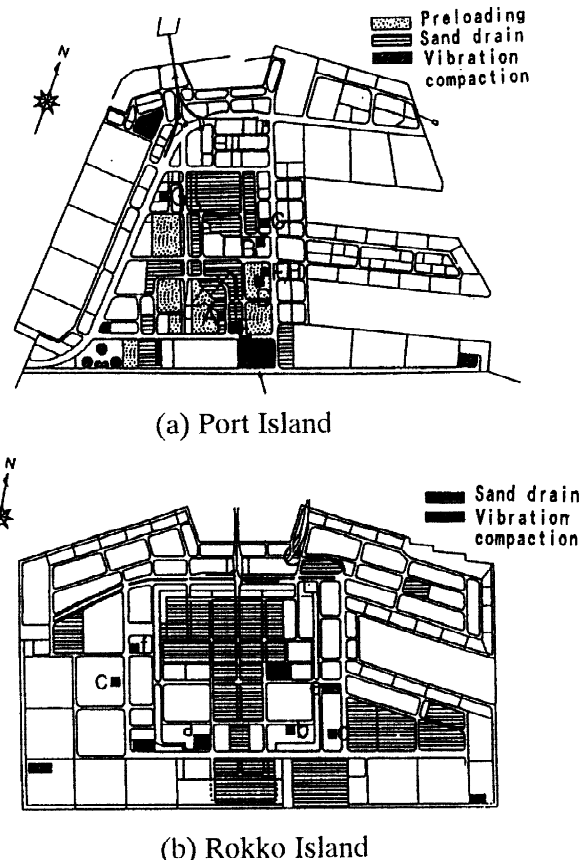 Preloading
Sand drain
Vibration
compaction
N
C
A
(a) Port Island
N
Sand drain
Vibration
compaction
C
(b) Rokko Island